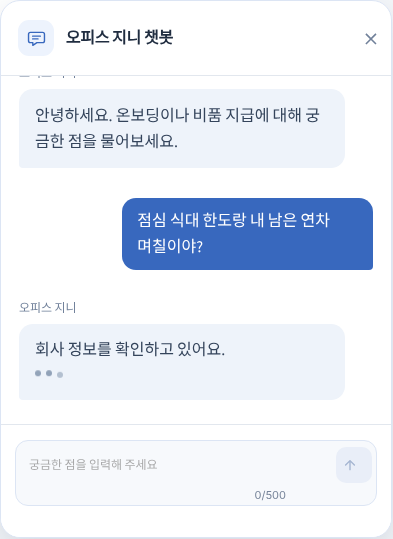 오피스 지니 챗봇
안녕하세요. 온보딩이나 비품 지급에 대해 궁
금한 점을 물어보세요.
점심 식대 한도랑 내 남은 연차
며칠이야?
오피스 지니
회사 정보를 확인하고 있어요.
궁금한 점을 입력해 주세요
0/500